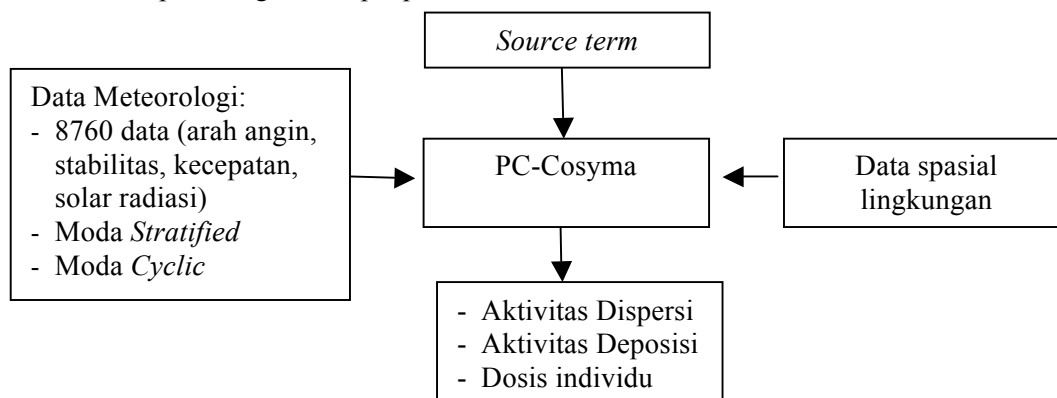 Source term
Data Meteorologi:
- 8760 data (arah angin,
stabilitas, kecepatan,
solar radiasi)
- Moda Stratified
- Moda Cyclic
PC-Cosyma
Data spasial
lingkungan
- Aktivitas Dispersi
- Aktivitas Deposisi
- Dosis individu